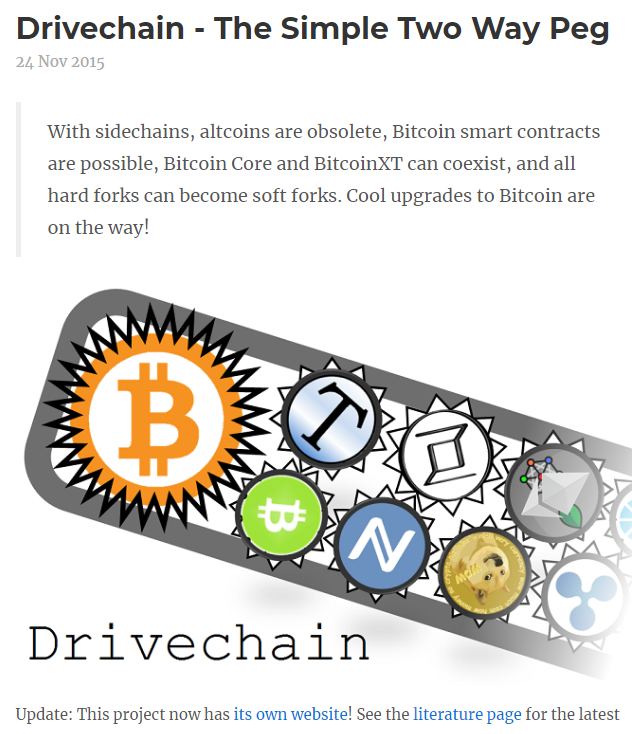 Drivechain - The Simple Two Way Peg
24 Nov 2015
With sidechains, altcoins are obsolete, Bitcoin smart contracts
are possible, Bitcoin Core and BitcoinXT can coexist, and all
hard forks can become soft forks. Cool upgrades to Bitcoin are
on the way!
Drivechain
Update: This project now has its own website! See the literature page for the latest